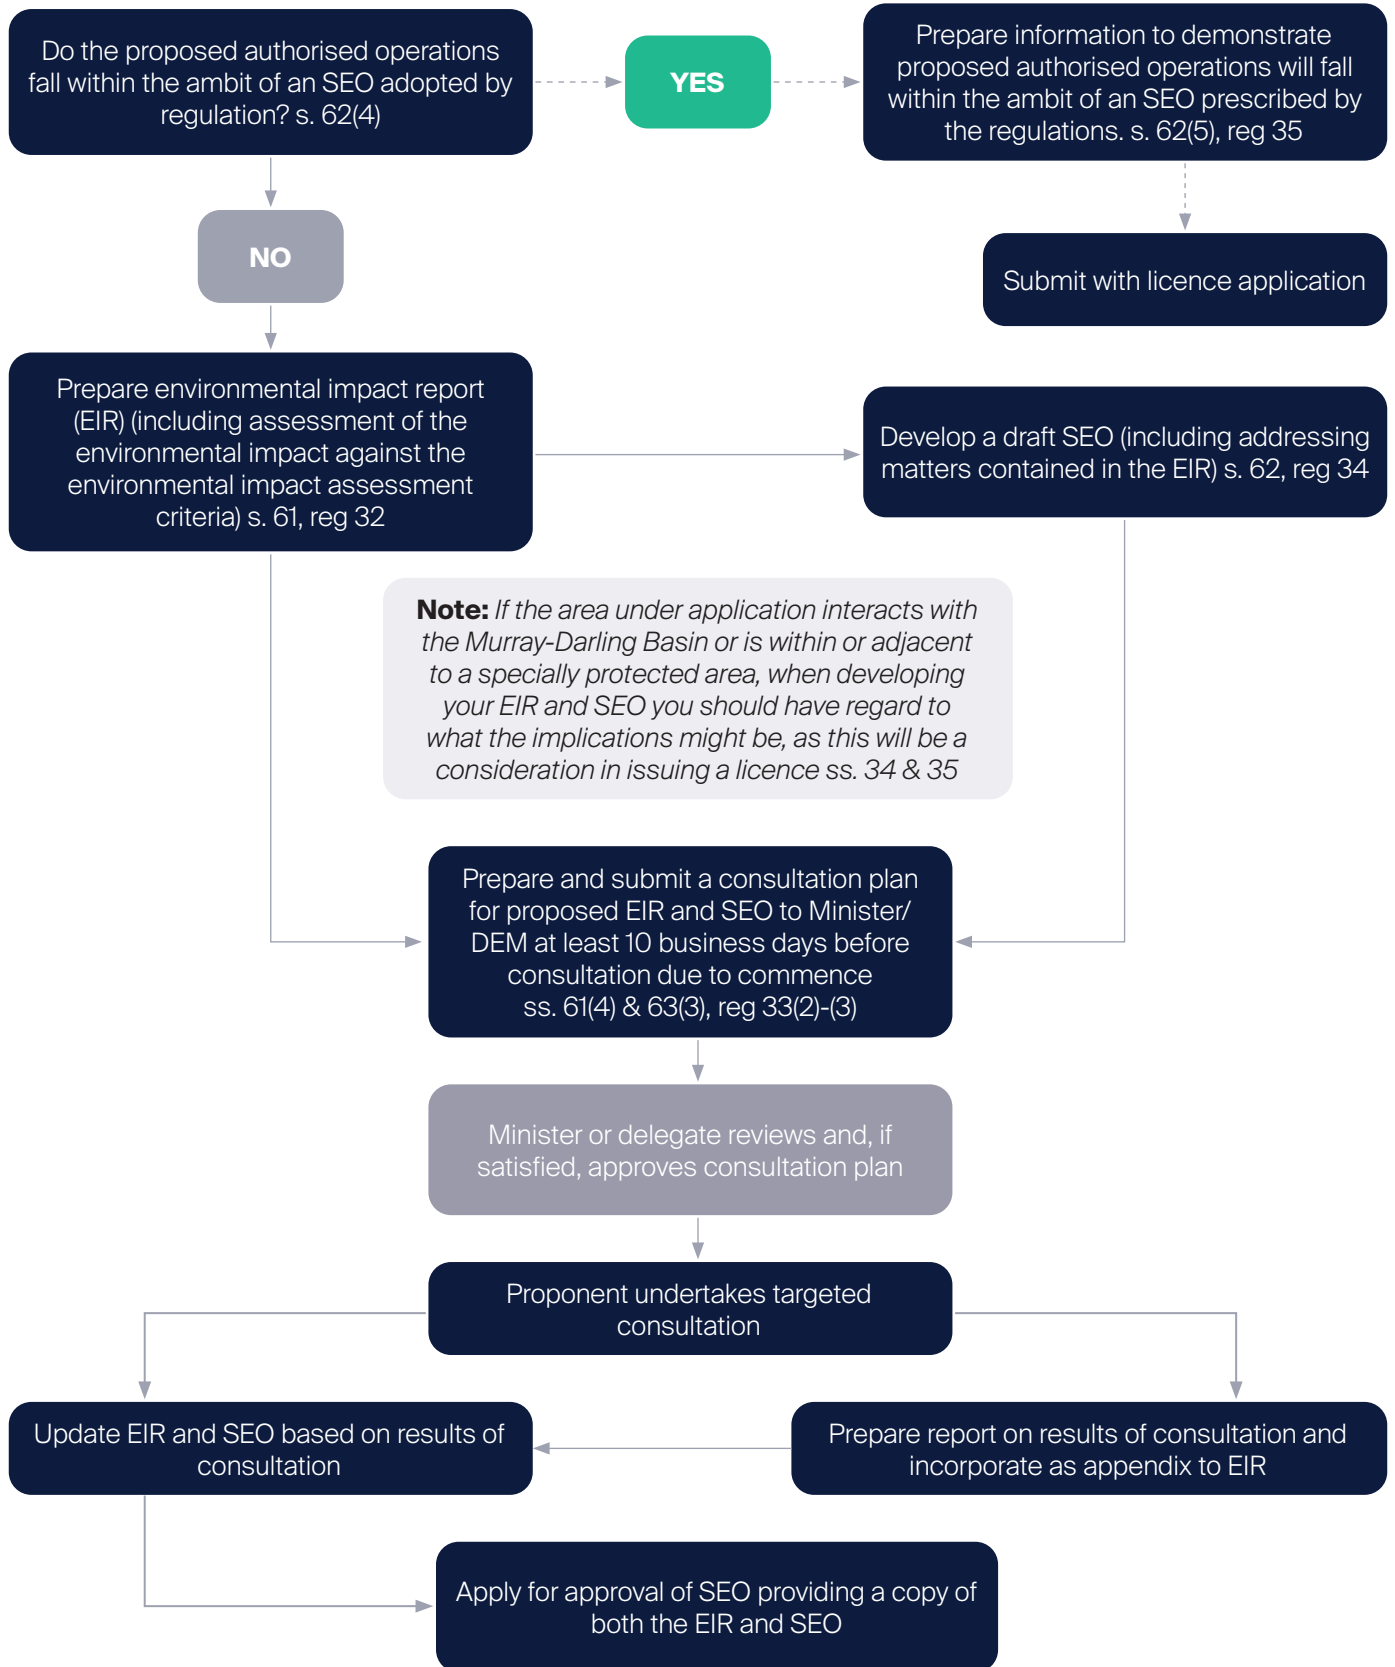 Do the proposed authorised operations
fall within the ambit of an SEO adopted by
regulation? s. 62(4)
YES
Prepare information to demonstrate
proposed authorised operations will fall
within the ambit of an SEO prescribed by
the regulations. s. 62(5), reg 35
NO
Submit with licence application
Prepare environmental impact report
(EIR) (including assessment of the
environmental impact against the
environmental impact assessment
criteria) s. 61, reg 32
Develop a draft SEO (including addressing
matters contained in the EIR) s. 62, reg 34
Note: If the area under application interacts with
the Murray-Darling Basin or is within or adjacent
to a specially protected area, when developing
your EIR and SEO you should have regard to
what the implications might be, as this will be a
consideration in issuing a licence ss. 34 & 35
Prepare and submit a consultation plan
for proposed EIR and SEO to Minister/
DEM at least 10 business days before
consultation due to commence
ss. 61(4) & 63(3), reg 33(2)-(3)
Minister or delegate reviews and, if
satisfied, approves consultation plan
Proponent undertakes targeted
consultation
Update EIR and SEO based on results of
consultation
Prepare report on results of consultation and
incorporate as appendix to EIR
Apply for approval of SEO providing a copy of
both the EIR and SEO